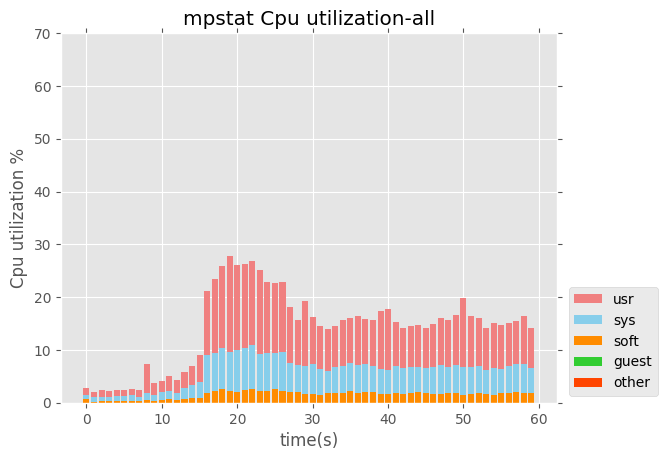 mpstat Cpu utilization-all
70
60
50
40
30
20
10
0
Cpu utilization %
0 10 20 30 40 50 60
time(s)
usr
sys
soft
guest
other